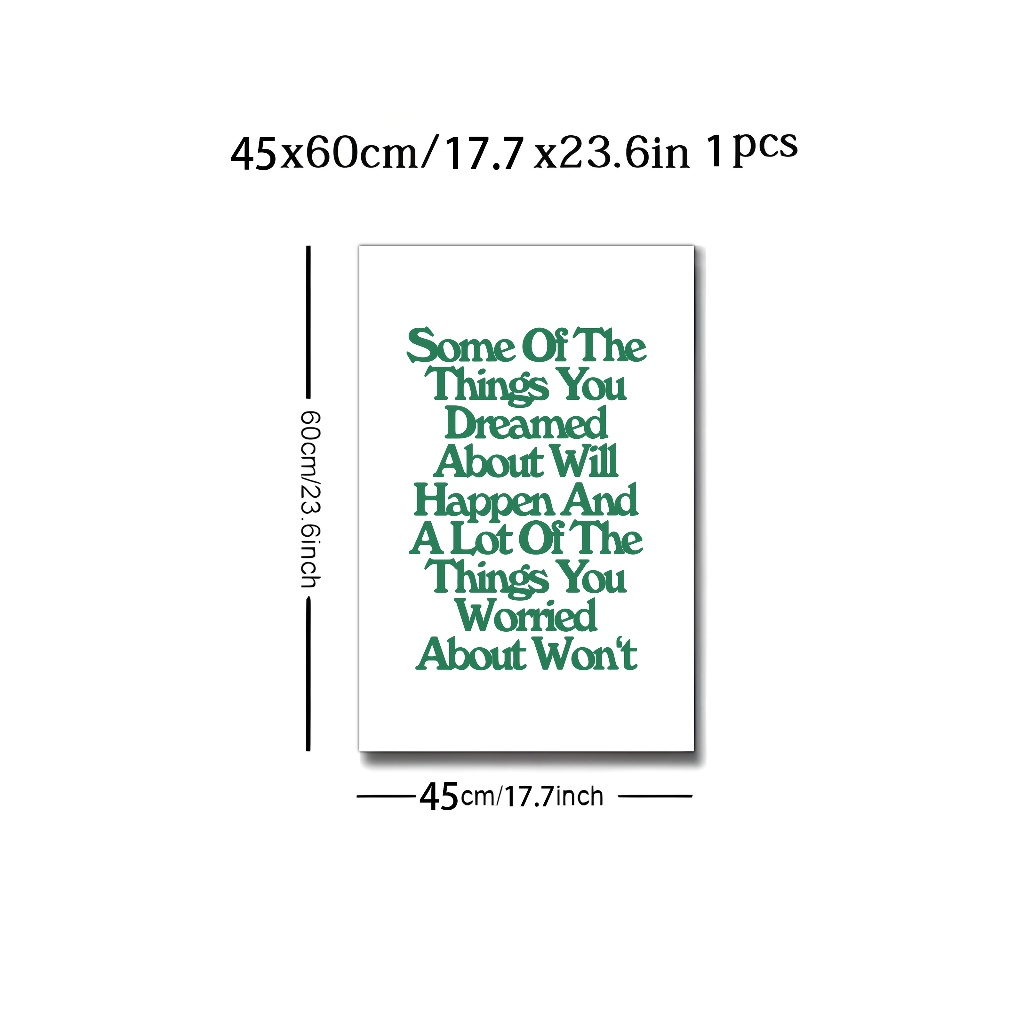 45x60cm/17.7 x23.6in 1pcs
60cm/23.6inch
Some Of The
Things You
Dreamed
About Will
Happen And
A Lot Of The
Things You
Worried
About Won‘t
45cm/17.7inch